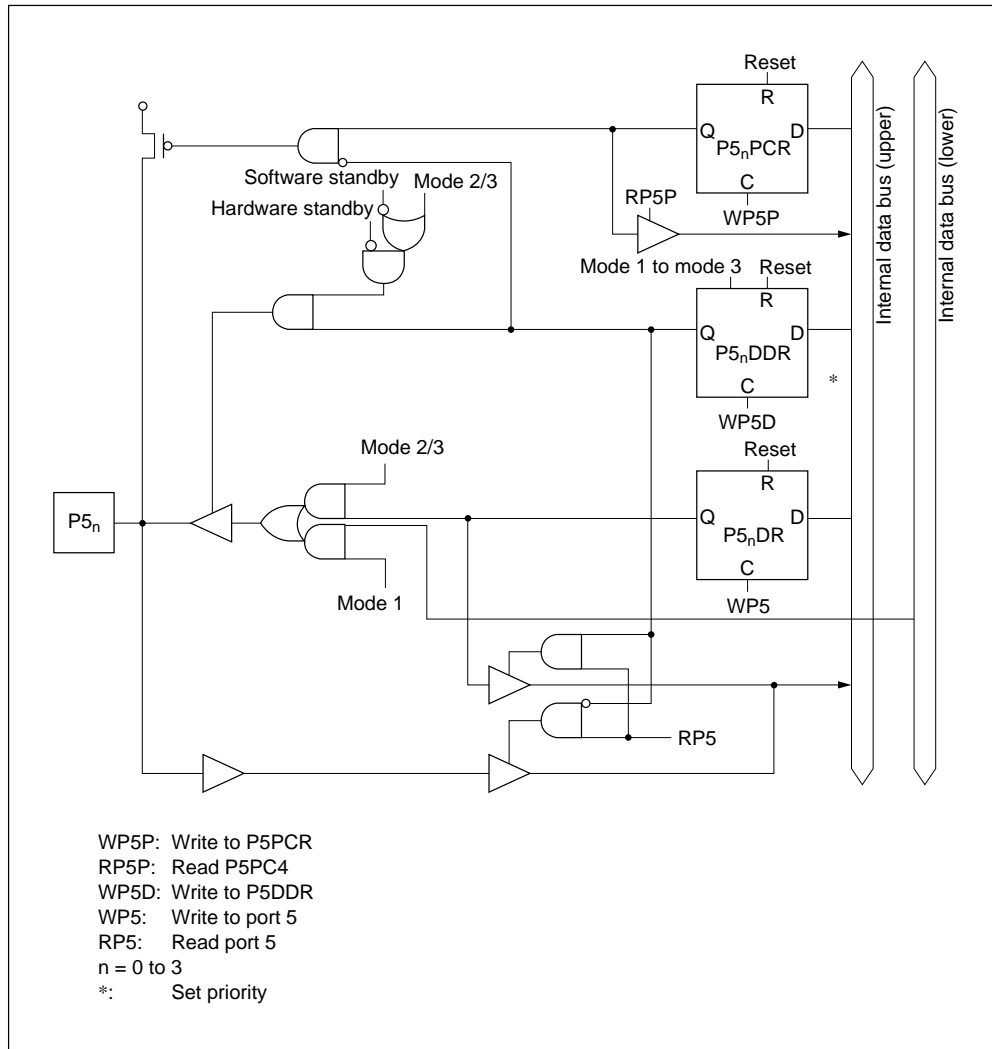 Reset
R
Q D
P5nPCR
C
WP5P
Software standby
Mode 2/3
Hardware standby
RP5P
Internal data bus (upper)
Internal data bus (lower)
Mode 1 to mode 3 Reset
R
Q D
P5nDDR
C
*
WP5D
Mode 2/3
Reset
R
P5n
Q D
P5nDR
C
Mode 1
WP5
RP5
WP5P: Write to P5PCR
RP5P: Read P5PC4
WP5D: Write to P5DDR
WP5: Write to port 5
RP5: Read port 5
n = 0 to 3
*: Set priority